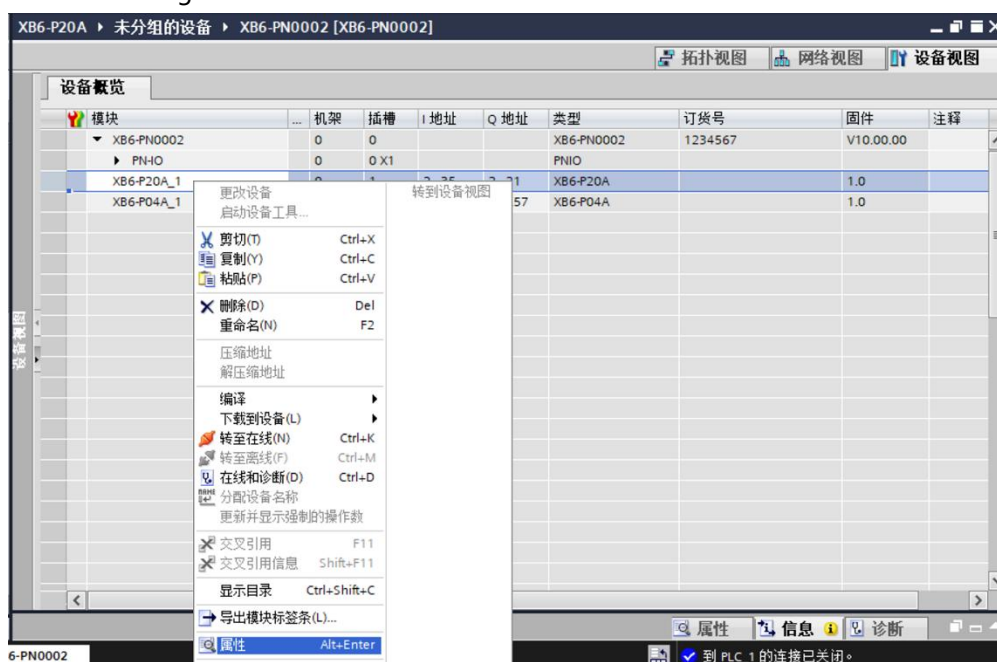 XB6-P20A ▸ 未分组的设备 ▸ XB6-PN0002 [XB6-PN0002]
拓扑视图 网络视图 设备视图
设备概览
模块 ... 机架 插槽 I 地址 Q 地址 类型 订货号 固件 注释
XB6-PN0002 0 0 XB6-PN0002 1234567 V10.00.00
PN-IO 0 0 X1 PNIO
XB6-P20A_1 XB6-P20A 1.0
XB6-P04A_1 57 XB6-P04A 1.0
更改设备 转到设备视图
启动设备工具...
剪切(T) Ctrl+X
复制(Y) Ctrl+C
粘贴(P) Ctrl+V
删除(D) Del
重命名(N) F2
压缩地址
解压缩地址
编译
下载到设备(L)
转至在线(N) Ctrl+K
转至离线(F) Ctrl+M
在线和诊断(D) Ctrl+D
分配设备名称
更新并显示强制的操作数
交叉引用 F11
交叉引用信息 Shift+F11
显示目录 Ctrl+Shift+C
导出模块标签条(L)...
属性 Alt+Enter
设备视图
属性 信息 诊断
6-PN0002 到 PLC_1 的连接已关闭。